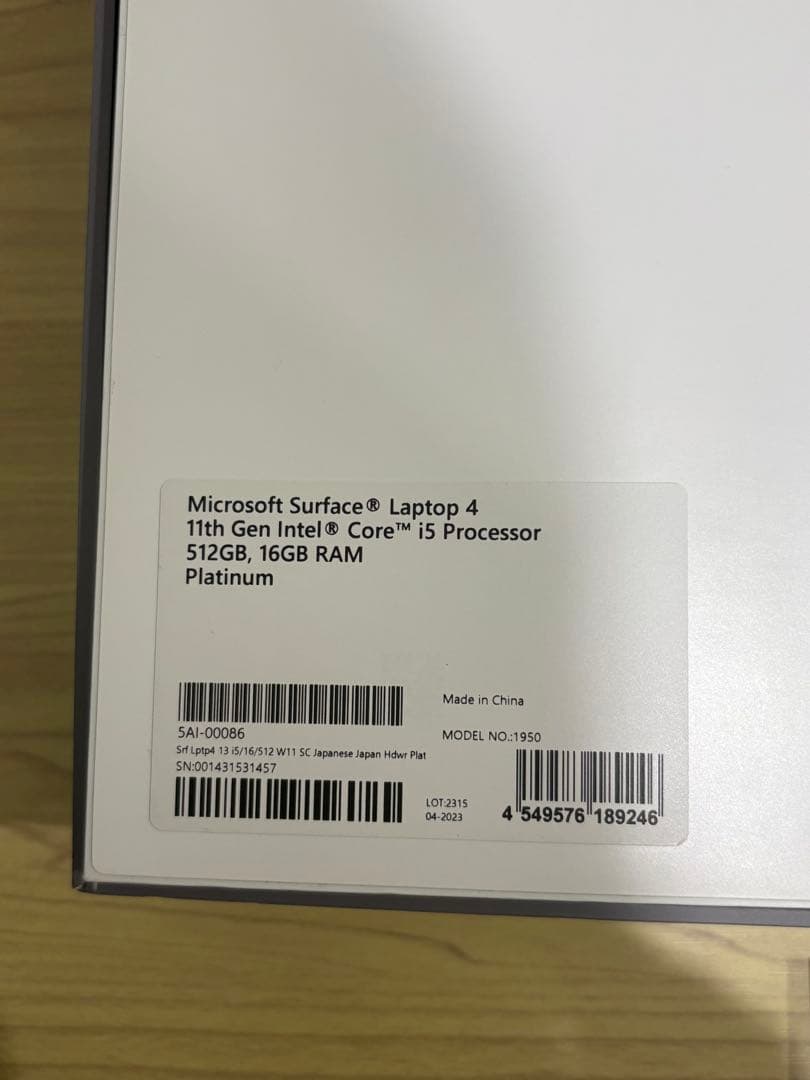 Microsoft Surface® Laptop 4
11th Gen Intel® Core™ i5 Processor
512GB, 16GB RAM
Platinum
5AI-00086
Srf Lptp4 13 i5/16/512 W11 SC Japanese Japan Hdwr Plat
SN:001431531457
Made in China
MODEL NO.:1950
LOT:2315
04-2023
4 549576 189246